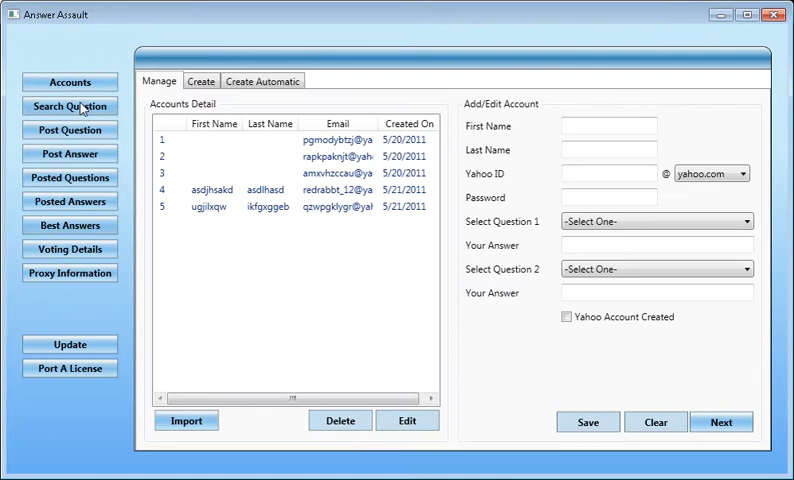 Answer Assault
Accounts
Search Question
Post Question
Post Answer
Posted Questions
Posted Answers
Best Answers
Voting Details
Proxy Information
Update
Port A License
Manage Create Create Automatic
Accounts Detail
First Name Last Name Email Created On
1 pgmodybtzj@ya 5/20/2011
2 rapkpaknjt@yah 5/20/2011
3 amxvhzccau@ya 5/20/2011
4 asdjhsakd asdlhasd redrabbt_12@ya 5/21/2011
5 ugjilxqw ikfgxggeb qzwpgklygr@yal 5/21/2011
Import Delete Edit
Add/Edit Account
First Name
Last Name
Yahoo ID @ yahoo.com
Password
Select Question 1 -Select One-
Your Answer
Select Question 2 -Select One-
Your Answer
Yahoo Account Created
Save Clear Next